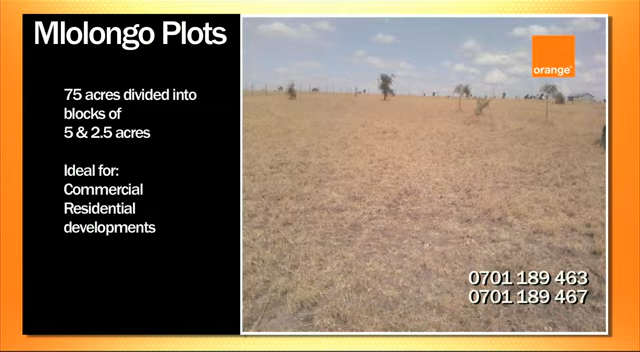 Mlolongo Plots
75 acres divided into
blocks of
5 & 2.5 acres
Ideal for:
Commercial
Residential
developments
orange™
0701 189 463
0701 189 467